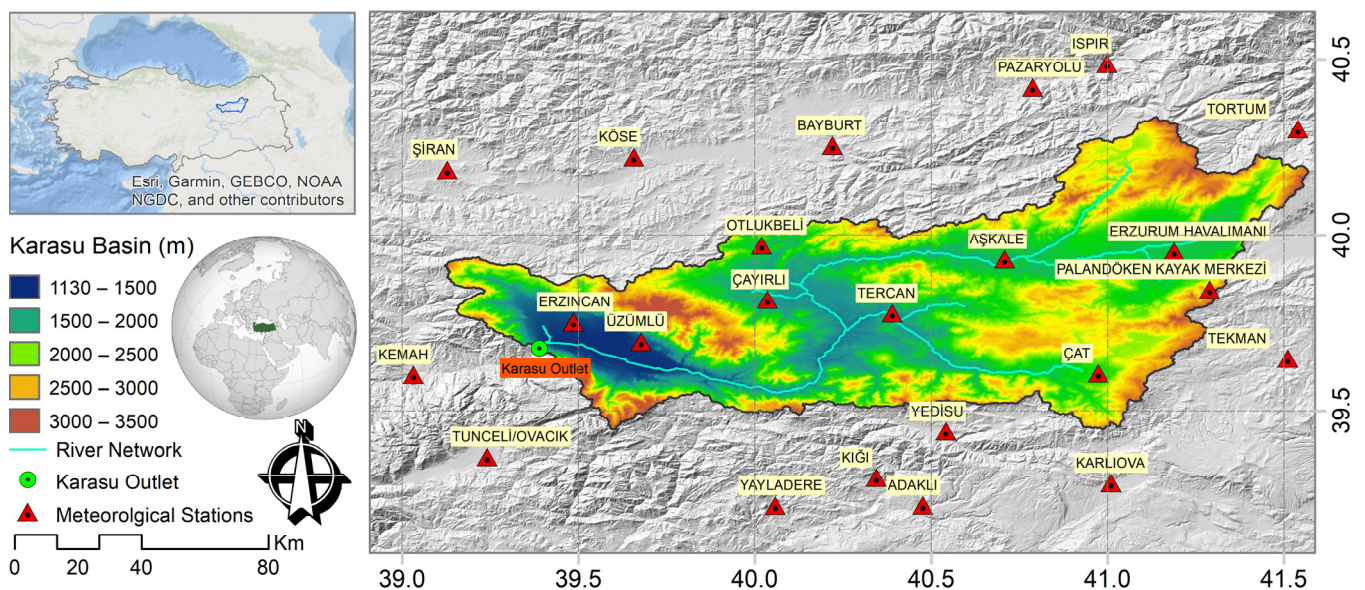 Esri, Garmin, GEBCO, NOAA
NGDC, and other contributors
Karasu Basin (m)
1130 – 1500
1500 – 2000
2000 – 2500
2500 – 3000
3000 – 3500
River Network
Karasu Outlet
Meteorolgical Stations
N
0
20
40
80
Km
ISPIR
PAZARYOLU
TORTUM
BAYBURT
KÖSE
ŞİRAN
OTLUKBELİ
AŞKALE
ERZURUM HAVALIMANI
PALANDÖKEN KAYAK MERKEZİ
ÇAYIRLI
TERCAN
ERZINCAN
ÜZÜMLÜ
TEKMAN
KEMAH
Karasu Outlet
ÇAT
YEDİSU
TUNCELİ/OVACIK
KIĞI
KARLIOVA
YAYLADERE
ADAKLI
40.5
40.0
39.5
39.0
39.5
40.0
40.5
41.0
41.5